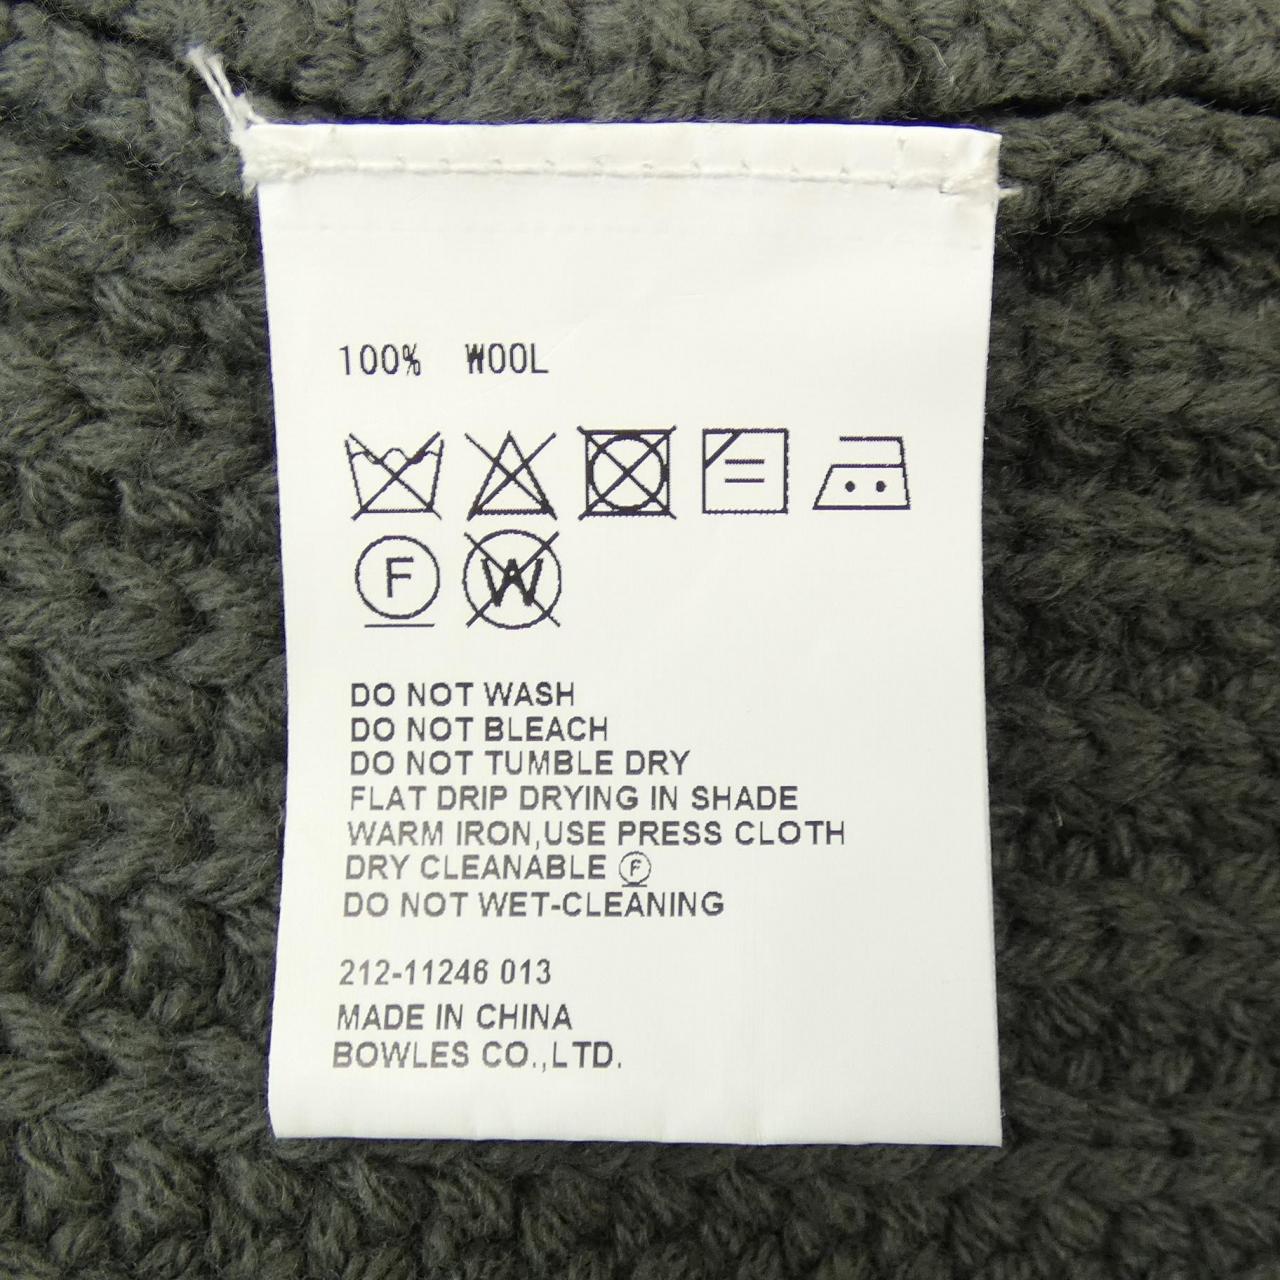 100% WOOL
F W
DO NOT WASH
DO NOT BLEACH
DO NOT TUMBLE DRY
FLAT DRIP DRYING IN SHADE
WARM IRON,USE PRESS CLOTH
DRY CLEANABLE Ⓕ
DO NOT WET-CLEANING
212-11246 013
MADE IN CHINA
BOWLES CO.,LTD.